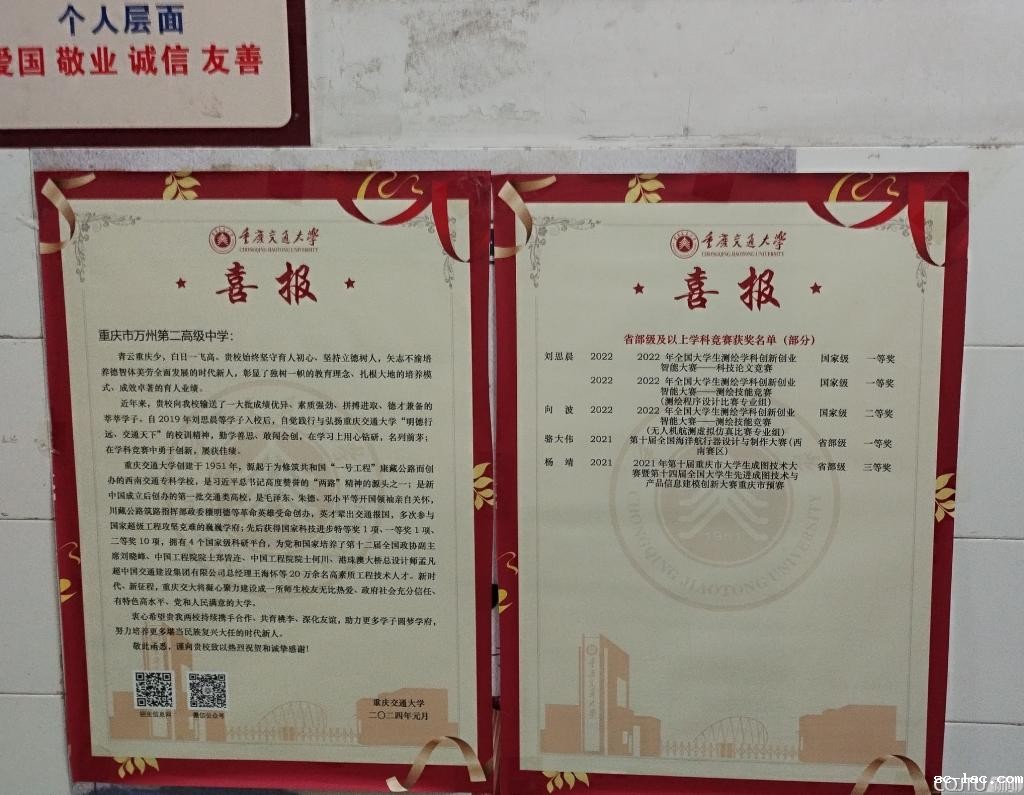 个人层面
爱国 敬业 诚信 友善
重庆交通大学
CHONGQING JIAOTONG UNIVERSITY
喜报
重庆市万州第二高级中学：
青云重庆少，白日一飞高。贵校始终坚守育人初心、坚持立德树人，矢志不渝培
养德智体美劳全面发展的时代新人，彰显了独树一帜的教育理念、扎根大地的培养模
式、成效卓著的育人业绩。
近年来，贵校向我校输送了一大批成绩优异、素质强劲、拼搏进取、德才兼备的
莘莘学子。自2019年刘思晨等学子入校后，自觉践行与弘扬重庆交通大学“明德行
远、交通天下”的校训精神，勤学善思、敢闯会创，在学习上用心钻研，名列前茅；
在学科竞赛中勇于创新，屡获佳绩。
重庆交通大学创建于1951年，源起于为修筑共和国“一号工程”康藏公路而创
办的西南交通专科学校，是习近平总书记高度赞誉的“两路”精神的源头之一；是新
中国成立后创办的第一批交通类高校，是毛泽东、朱德、邓小平等开国领袖亲自关怀，
川藏公路筑路指挥部政委穰明德等革命英雄受命创办，英才辈出交通报国，多次参与
国家超级工程攻坚克难的巍巍学府；先后获得国家科技进步特等奖1项、一等奖1项、
二等奖10项，拥有4个国家级科研平台，为党和国家培养了第十二届全国政协副主
席刘晓峰、中国工程院院士郑皆连、中国工程院院士何川、港珠澳大桥总设计师孟凡
超中国交通建设集团有限公司总经理王海怀等20万余名高素质工程技术人才。新时
代、新征程，重庆交大将凝心聚力建设成一所师生校友无比热爱、政府社会充分信任、
有特色高水平、党和人民满意的大学。
衷心希望贵我两校持续携手合作、共育桃李、深化友谊，助力更多学子圆梦学府，
努力培养更多堪当民族复兴大任的时代新人。
敬此函悉，谨向贵校致以热烈祝贺和诚挚感谢！
招生信息网 微信公众号
重庆交通大学
二〇二四年元月
重庆交通大学
CHONGQING JIAOTONG UNIVERSITY
喜报
省部级及以上学科竞赛获奖名单（部分）
刘思晨 2022 2022年全国大学生测绘学科创新创业 国家级 一等奖
智能大赛——科技论文竞赛
2022 2022年全国大学生测绘学科创新创业 国家级 一等奖
智能大赛——测绘技能竞赛
（测绘程序设计比赛专业组）
向波 2022 2022年全国大学生测绘学科创新创业 国家级 二等奖
智能大赛——测绘技能竞赛
（无人机航测虚拟仿真比赛专业组）
骆大伟 2021 第十届全国海洋航行器设计与制作大赛（西 省部级 一等奖
南赛区）
杨靖 2021 2021年第十届重庆市大学生成图技术大 省部级 三等奖
赛暨第十四届全国大学生先进成图技术与
产品信息建模创新大赛重庆市预赛
重庆交通大学
ac-lac.com